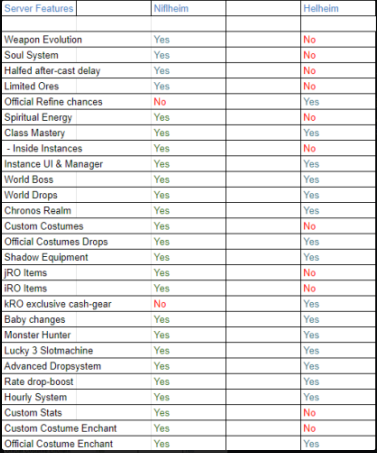 Server Features Niflheim Helheim
Weapon Evolution Yes No
Soul System Yes No
Halfed after-cast delay Yes No
Limited Ores Yes No
Official Refine chances No Yes
Spiritual Energy Yes No
Class Mastery Yes Yes
- Inside Instances Yes No
Instance UI & Manager Yes Yes
World Boss Yes Yes
World Drops Yes Yes
Chronos Realm Yes Yes
Custom Costumes Yes No
Official Costumes Drops Yes Yes
Shadow Equipment Yes Yes
jRO Items Yes No
iRO Items Yes No
kRO exclusive cash-gear No Yes
Baby changes Yes Yes
Monster Hunter Yes Yes
Lucky 3 Slotmachine Yes Yes
Advanced Dropsystem Yes Yes
Rate drop-boost Yes Yes
Hourly System Yes Yes
Custom Stats Yes No
Custom Costume Enchant Yes No
Official Costume Enchant Yes Yes